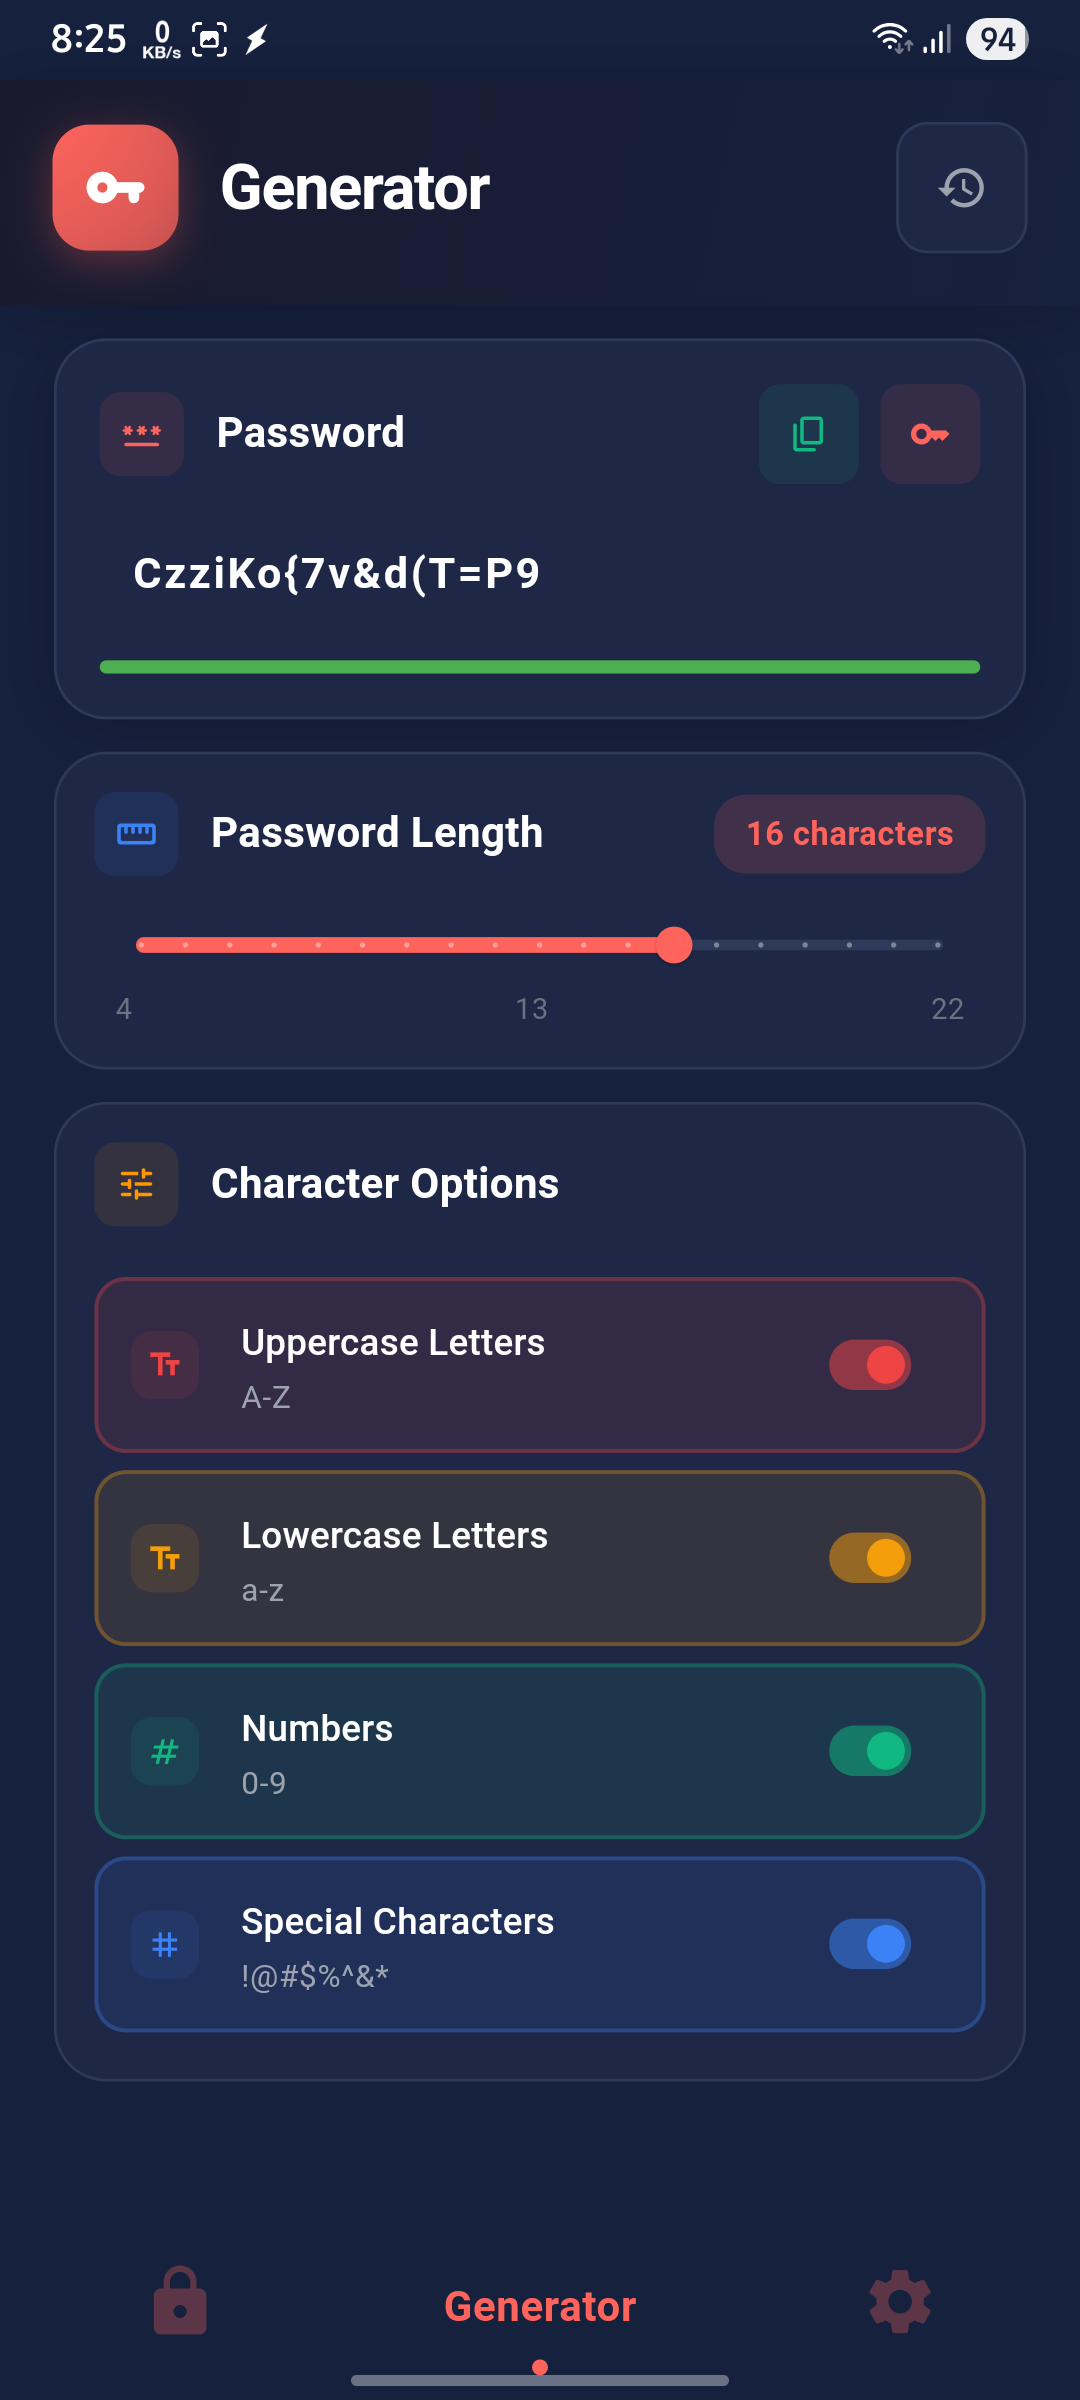 8:25 0 KB/s 94
Generator
Password
CzziKo{7v&d(T=P9
Password Length 16 characters
4 13 22
Character Options
Uppercase Letters
A-Z
Lowercase Letters
a-z
Numbers
0-9
Special Characters
!@#$%^&*
Generator